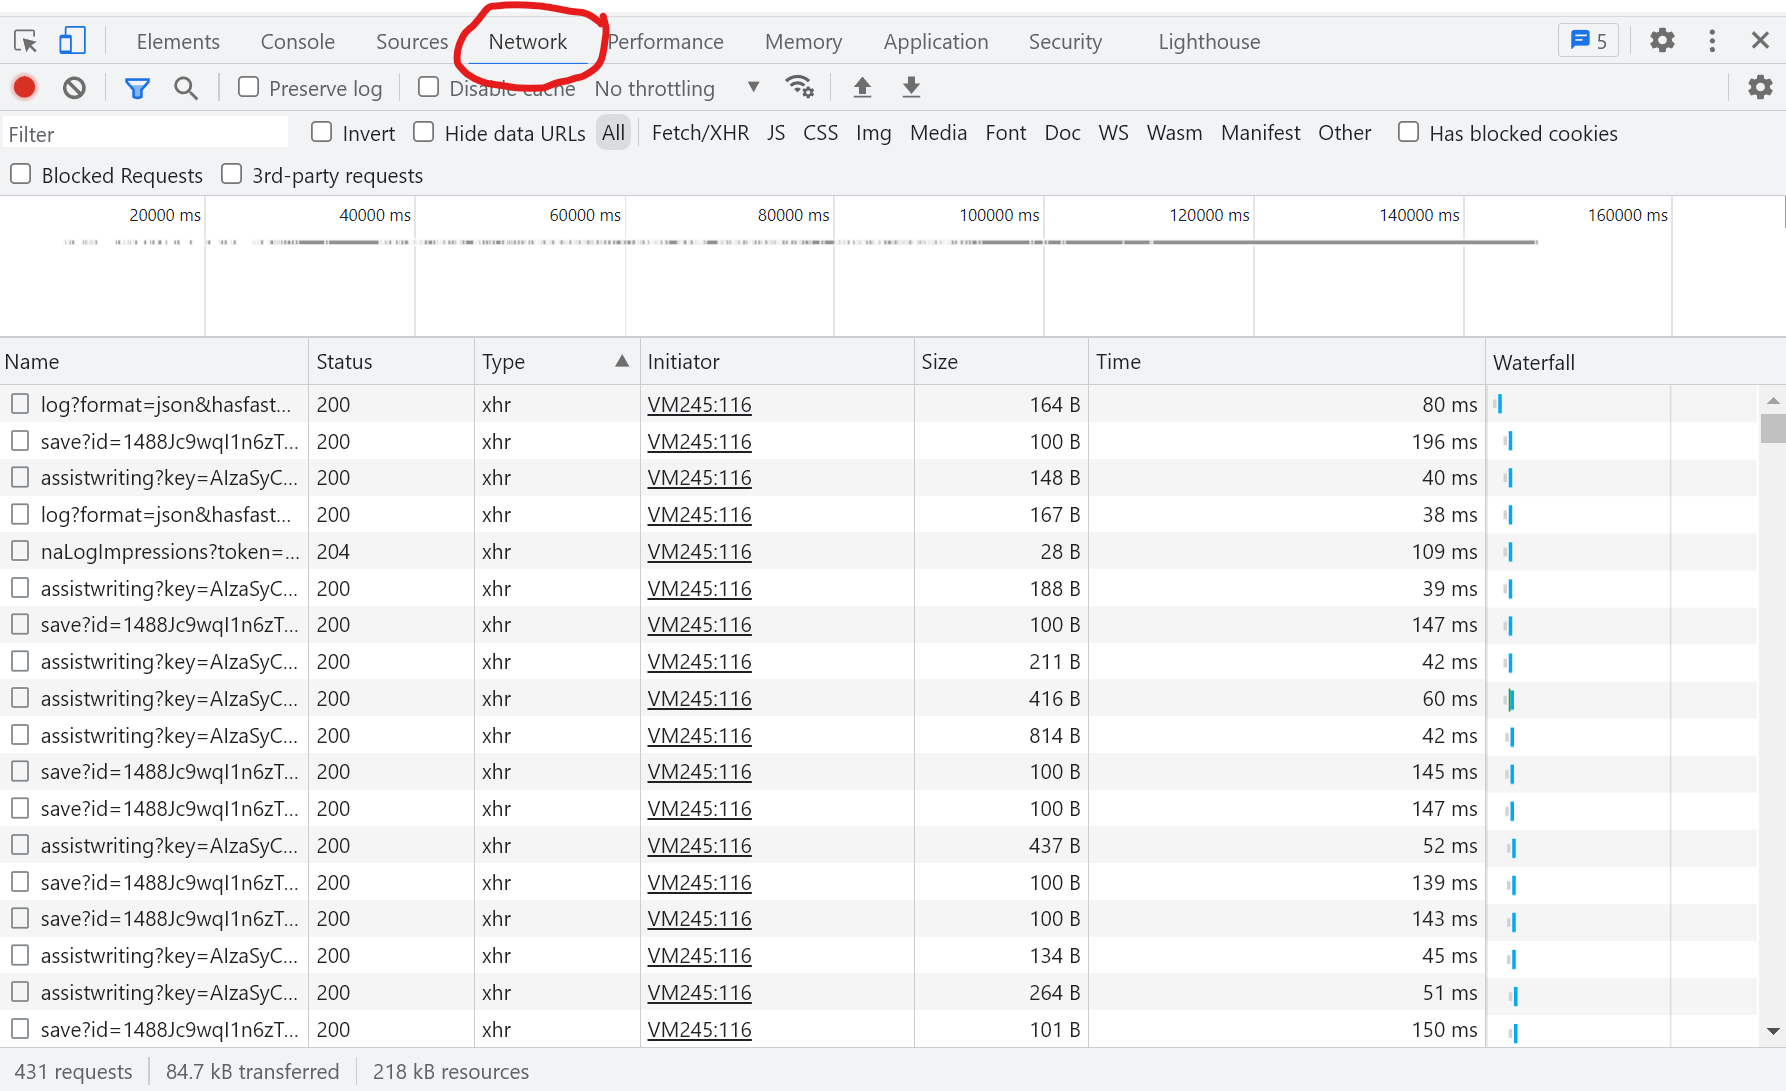 Elements Console Sources Network Performance Memory Application Security Lighthouse 5
Preserve log Disable cache No throttling
Filter Invert Hide data URLs All Fetch/XHR JS CSS Img Media Font Doc WS Wasm Manifest Other Has blocked cookies
Blocked Requests 3rd-party requests
20000 ms 40000 ms 60000 ms 80000 ms 100000 ms 120000 ms 140000 ms 160000 ms
Name Status Type Initiator Size Time Waterfall
log?format=json&hasfast... 200 xhr VM245:116 164 B 80 ms
save?id=1488Jc9wqI1n6zT... 200 xhr VM245:116 100 B 196 ms
assistwriting?key=AIzaSyC... 200 xhr VM245:116 148 B 40 ms
log?format=json&hasfast... 200 xhr VM245:116 167 B 38 ms
naLogImpressions?token=... 204 xhr VM245:116 28 B 109 ms
assistwriting?key=AIzaSyC... 200 xhr VM245:116 188 B 39 ms
save?id=1488Jc9wqI1n6zT... 200 xhr VM245:116 100 B 147 ms
assistwriting?key=AIzaSyC... 200 xhr VM245:116 211 B 42 ms
assistwriting?key=AIzaSyC... 200 xhr VM245:116 416 B 60 ms
assistwriting?key=AIzaSyC... 200 xhr VM245:116 814 B 42 ms
save?id=1488Jc9wqI1n6zT... 200 xhr VM245:116 100 B 145 ms
save?id=1488Jc9wqI1n6zT... 200 xhr VM245:116 100 B 147 ms
assistwriting?key=AIzaSyC... 200 xhr VM245:116 437 B 52 ms
save?id=1488Jc9wqI1n6zT... 200 xhr VM245:116 100 B 139 ms
save?id=1488Jc9wqI1n6zT... 200 xhr VM245:116 100 B 143 ms
assistwriting?key=AIzaSyC... 200 xhr VM245:116 134 B 45 ms
assistwriting?key=AIzaSyC... 200 xhr VM245:116 264 B 51 ms
save?id=1488Jc9wqI1n6zT... 200 xhr VM245:116 101 B 150 ms
431 requests 84.7 kB transferred 218 kB resources